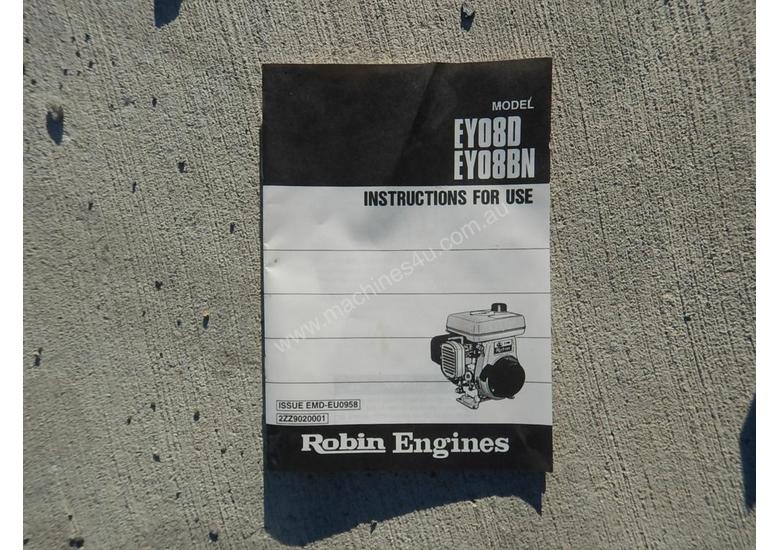 MODEL
EY08D
EY08BN
INSTRUCTIONS FOR USE
www.machines4u.com.au
ISSUE EMD-EU0958
2ZZ9020001
Robin Engines